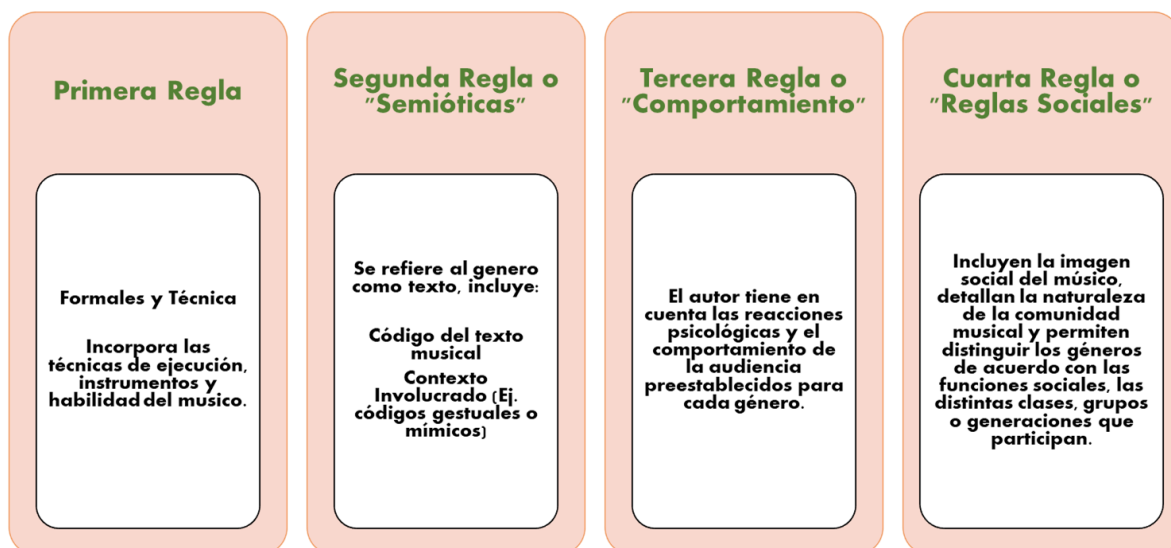 Primera Regla
Formales y Técnica
Incorpora las
técnicas de ejecución,
instrumentos y
habilidad del musico.
Segunda Regla o
"Semióticas"
Se refiere al genero
como texto, incluye:
Código del texto
musical
Contexto
Involucrado (Ej.
códigos gestuales o
mímicos)
Tercera Regla o
"Comportamiento"
El autor tiene en
cuenta las reacciones
psicológicas y el
comportamiento de
la audiencia
preestablecidos para
cada género.
Cuarta Regla o
"Reglas Sociales"
Incluyen la imagen
social del músico,
detallan la naturaleza
de la comunidad
musical y permiten
distinguir los géneros
de acuerdo con las
funciones sociales, las
distintas clases, grupos
o generaciones que
participan.